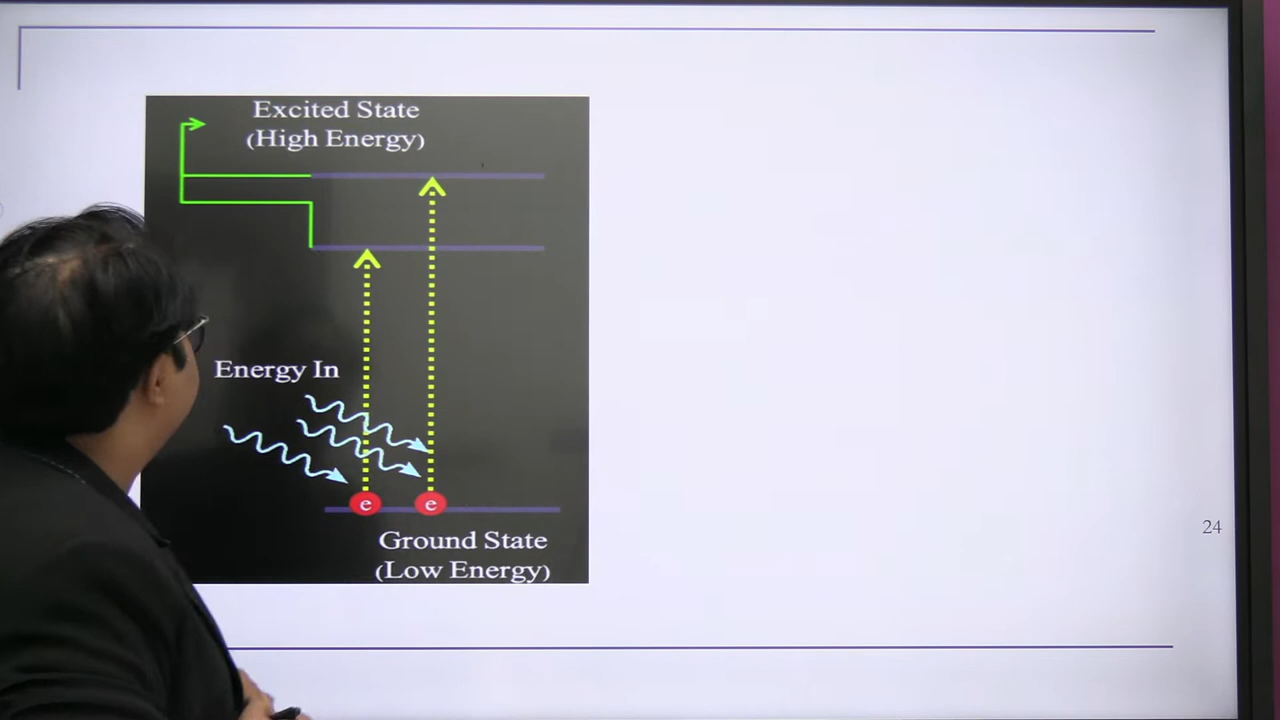 Excited State
(High Energy)
Energy In
e e
Ground State
(Low Energy)
24